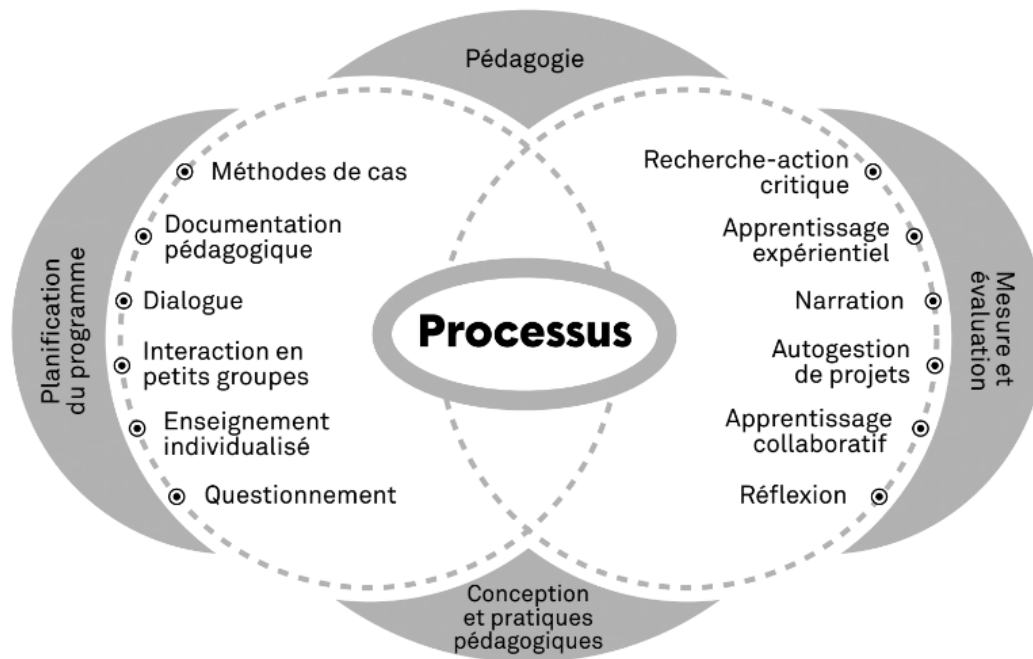 Pédagogie
Planification
du programme
Méthodes de cas
Documentation
pédagogique
Dialogue
Interaction en
petits groupes
Enseignement
individualisé
Questionnement
Processus
Recherche-action
critique
Apprentissage
expérientiel
Narration
Autogestion
de projets
Apprentissage
collaboratif
Réflexion
Mesure et
évaluation
Conception
et pratiques
pédagogiques